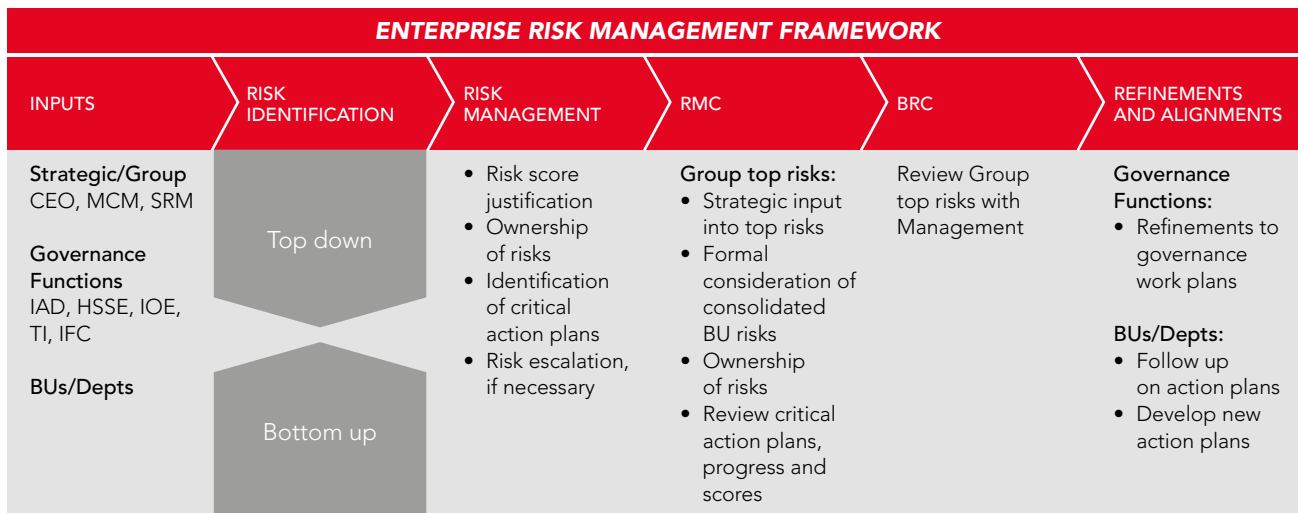 ENTERPRISE RISK MANAGEMENT FRAMEWORK
INPUTS
RISK
IDENTIFICATION
RISK
MANAGEMENT
RMC
BRC
REFINEMENTS
AND ALIGNMENTS
Strategic/Group
CEO, MCM, SRM
Governance
Functions
IAD, HSSE, IOE,
TI, IFC
BUs/Depts
Top down
Bottom up
• Risk score
justification
• Ownership
of risks
• Identification
of critical
action plans
• Risk escalation,
if necessary
Group top risks:
• Strategic input
into top risks
• Formal
consideration of
consolidated
BU risks
• Ownership
of risks
• Review critical
action plans,
progress and
scores
Review Group
top risks with
Management
Governance
Functions:
• Refinements to
governance
work plans
BUs/Depts:
• Follow up
on action plans
• Develop new
action plans